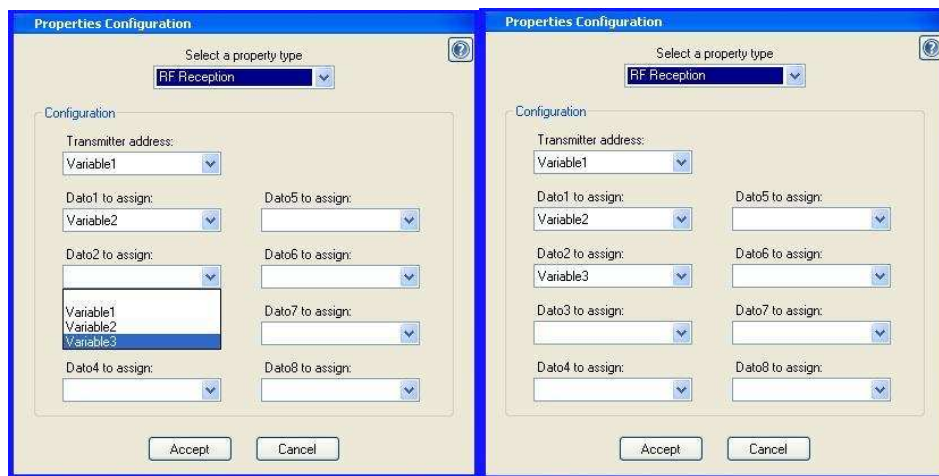 Properties Configuration
Select a property type
RF Reception
Configuration
Transmitter address:
Variable1
Dato1 to assign:
Dato5 to assign:
Variable2
Dato2 to assign:
Dato6 to assign:
Variable1
Variable2
Variable3
Dato7 to assign:
Dato4 to assign:
Dato8 to assign:
Accept
Cancel
Properties Configuration
Select a property type
RF Reception
Configuration
Transmitter address:
Variable1
Dato1 to assign:
Dato5 to assign:
Variable2
Dato2 to assign:
Dato6 to assign:
Variable3
Dato3 to assign:
Dato7 to assign:
Dato4 to assign:
Dato8 to assign:
Accept
Cancel